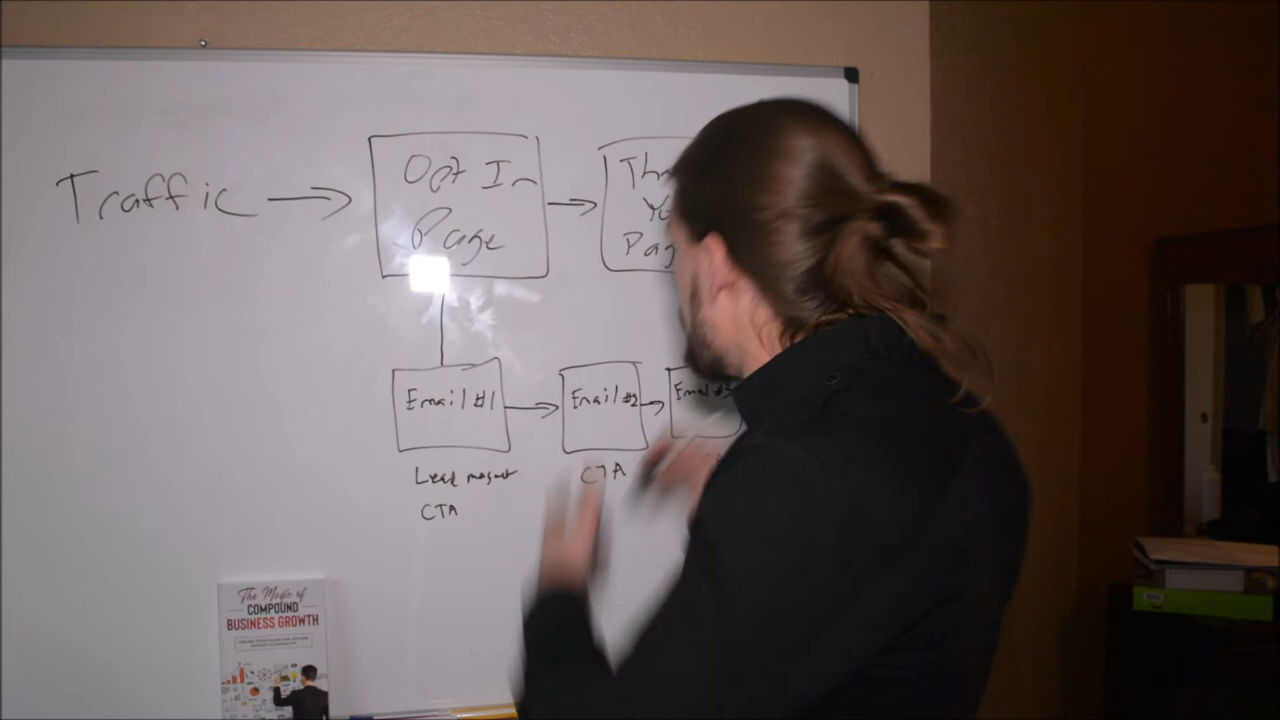 Traffic
Opt In
Page
Email #1
Lead magnet
CTA
Email #2
CTA
The Magic of
COMPOUND
BUSINESS GROWTH